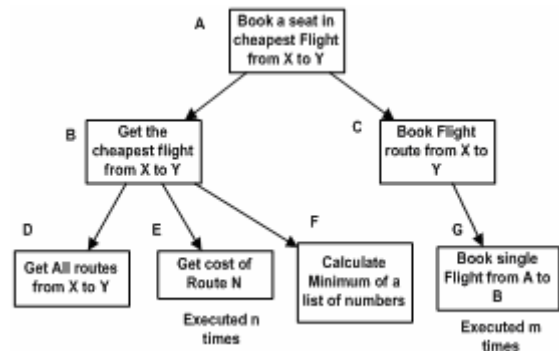 A
Book a seat in
cheapest Flight
from X to Y
B
Get the
cheapest flight
from X to Y
C
Book Flight
route from X to
Y
D
Get All routes
from X to Y
E
Get cost of
Route N
Executed n
times
F
Calculate
Minimum of a
list of numbers
G
Book single
Flight from A to
B
Executed m
times